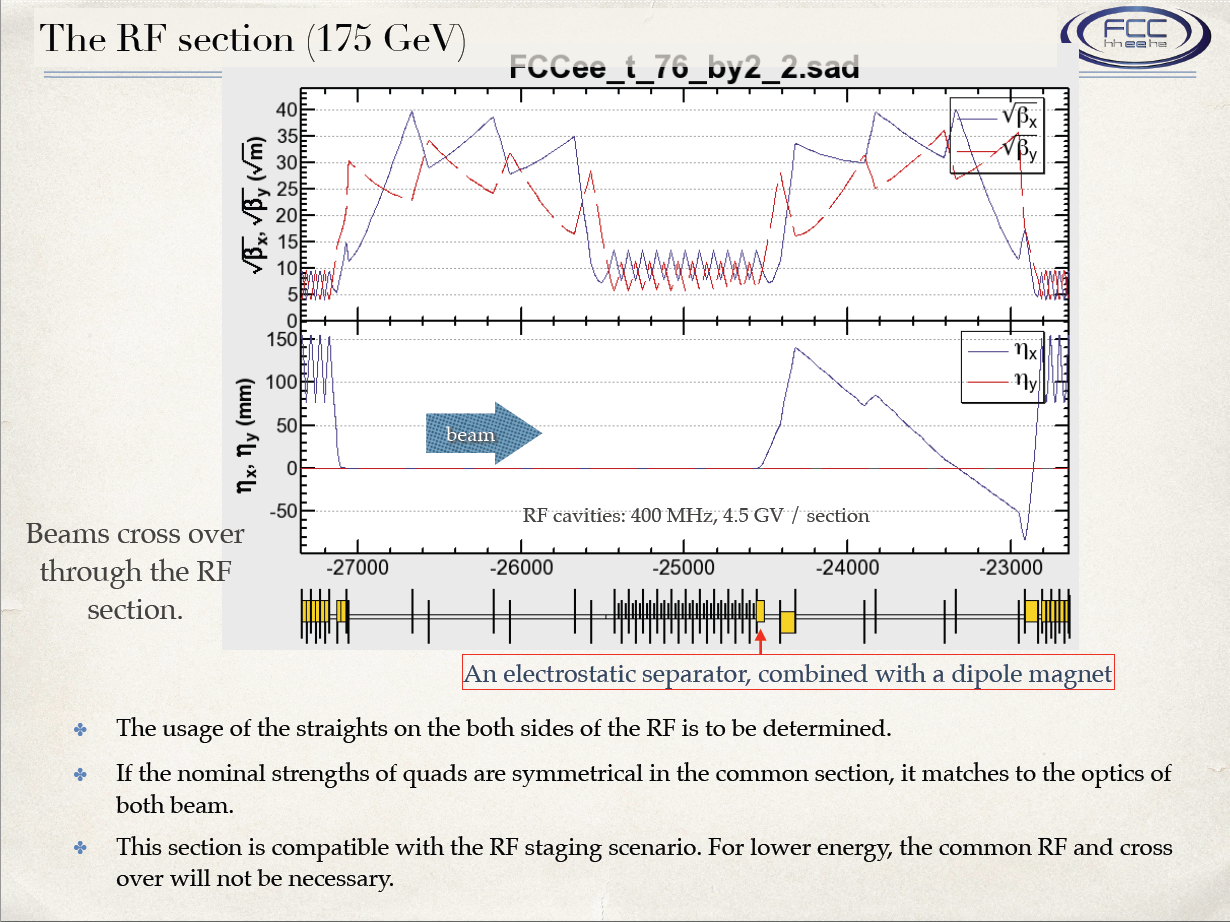 The RF section (175 GeV)
FCC
hh ee he
FCCee_t_76_by2_2.sad
√βx, √βy (√m)
40
35
30
25
20
15
10
5
0
√βx
√βy
ηx, ηy (mm)
150
100
50
0
-50
ηx
ηy
beam
RF cavities: 400 MHz, 4.5 GV / section
-27000 -26000 -25000 -24000 -23000
Beams cross over
through the RF
section.
An electrostatic separator, combined with a dipole magnet
The usage of the straights on the both sides of the RF is to be determined.
If the nominal strengths of quads are symmetrical in the common section, it matches to the optics of
both beam.
This section is compatible with the RF staging scenario. For lower energy, the common RF and cross
over will not be necessary.